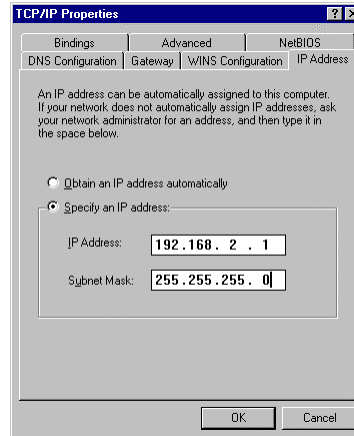 TCP/IP Properties
Bindings Advanced NetBIOS
DNS Configuration Gateway WINS Configuration IP Address
An IP address can be automatically assigned to this computer.
If your network does not automatically assign IP addresses, ask
your network administrator for an address, and then type it in
the space below.
Obtain an IP address automatically
Specify an IP address:
IP Address: 192.168. 2 . 1
Subnet Mask: 255.255.255. 0
OK Cancel